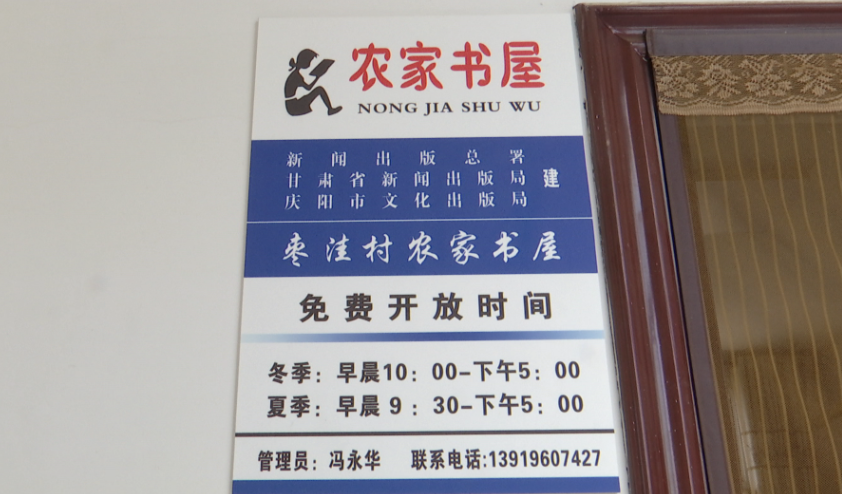 农家书屋
NONG JIA SHU WU
新闻出版总署
甘肃省新闻出版局 建
庆阳市文化出版局
枣洼村农家书屋
免费开放时间
冬季：早晨10：00-下午5：00
夏季：早晨9：30-下午5：00
管理员：冯永华 联系电话:13919607427